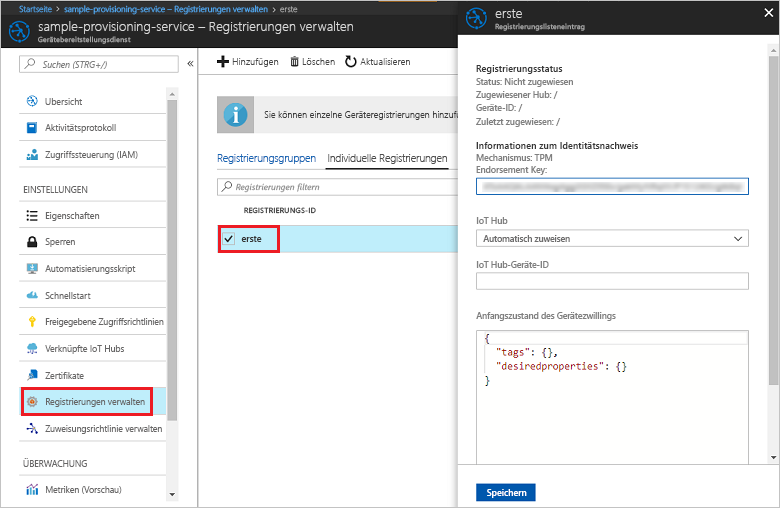 Startseite > sample-provisioning-service – Registrierungen verwalten > erste
sample-provisioning-service – Registrierungen verwalten
Gerätebereitstellungsdienst
Suchen (STRG+/)
Übersicht
Aktivitätsprotokoll
Zugriffssteuerung (IAM)
EINSTELLUNGEN
Eigenschaften
Sperren
Automatisierungsskript
Schnellstart
Freigegebene Zugriffsrichtlinien
Verknüpfte IoT Hubs
Zertifikate
Registrierungen verwalten
Zuweisungsrichtlinie verwalten
ÜBERWACHUNG
Metriken (Vorschau)
Hinzufügen Löschen Aktualisieren
Sie können einzelne Geräteregistrierungen hinzufü
Registrierungsgruppen Individuelle Registrierungen
Registrierungen filtern
REGISTRIERUNGS-ID
erste
erste
Registrierungslisteneintrag
Registrierungsstatus
Status: Nicht zugewiesen
Zugewiesener Hub: /
Geräte-ID: /
Zuletzt zugewiesen: /
Informationen zum Identitätsnachweis
Mechanismus: TPM
Endorsement Key:
IoT Hub
Automatisch zuweisen
IoT Hub-Geräte-ID
Anfangszustand des Gerätezwillings
{
"tags": {},
"desiredproperties": {}
}
Speichern